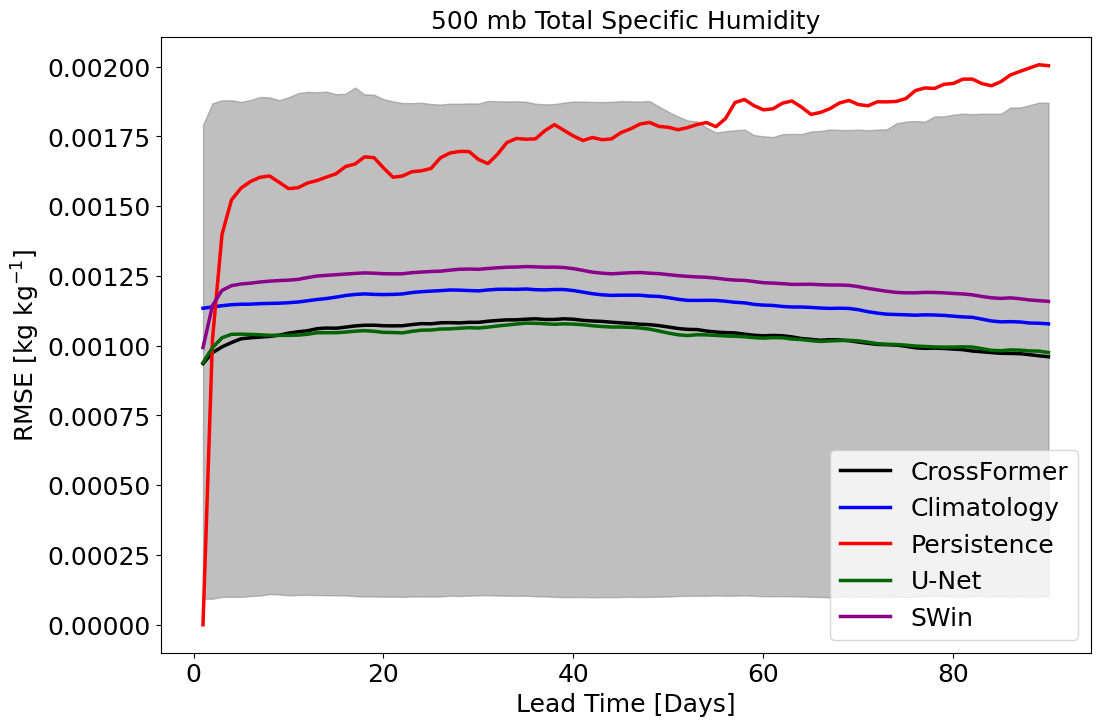 500 mb Total Specific Humidity
RMSE [kg kg⁻¹]
0.00200
0.00175
0.00150
0.00125
0.00100
0.00075
0.00050
0.00025
0.00000
CrossFormer
Climatology
Persistence
U-Net
SWin
0 20 40 60 80
Lead Time [Days]